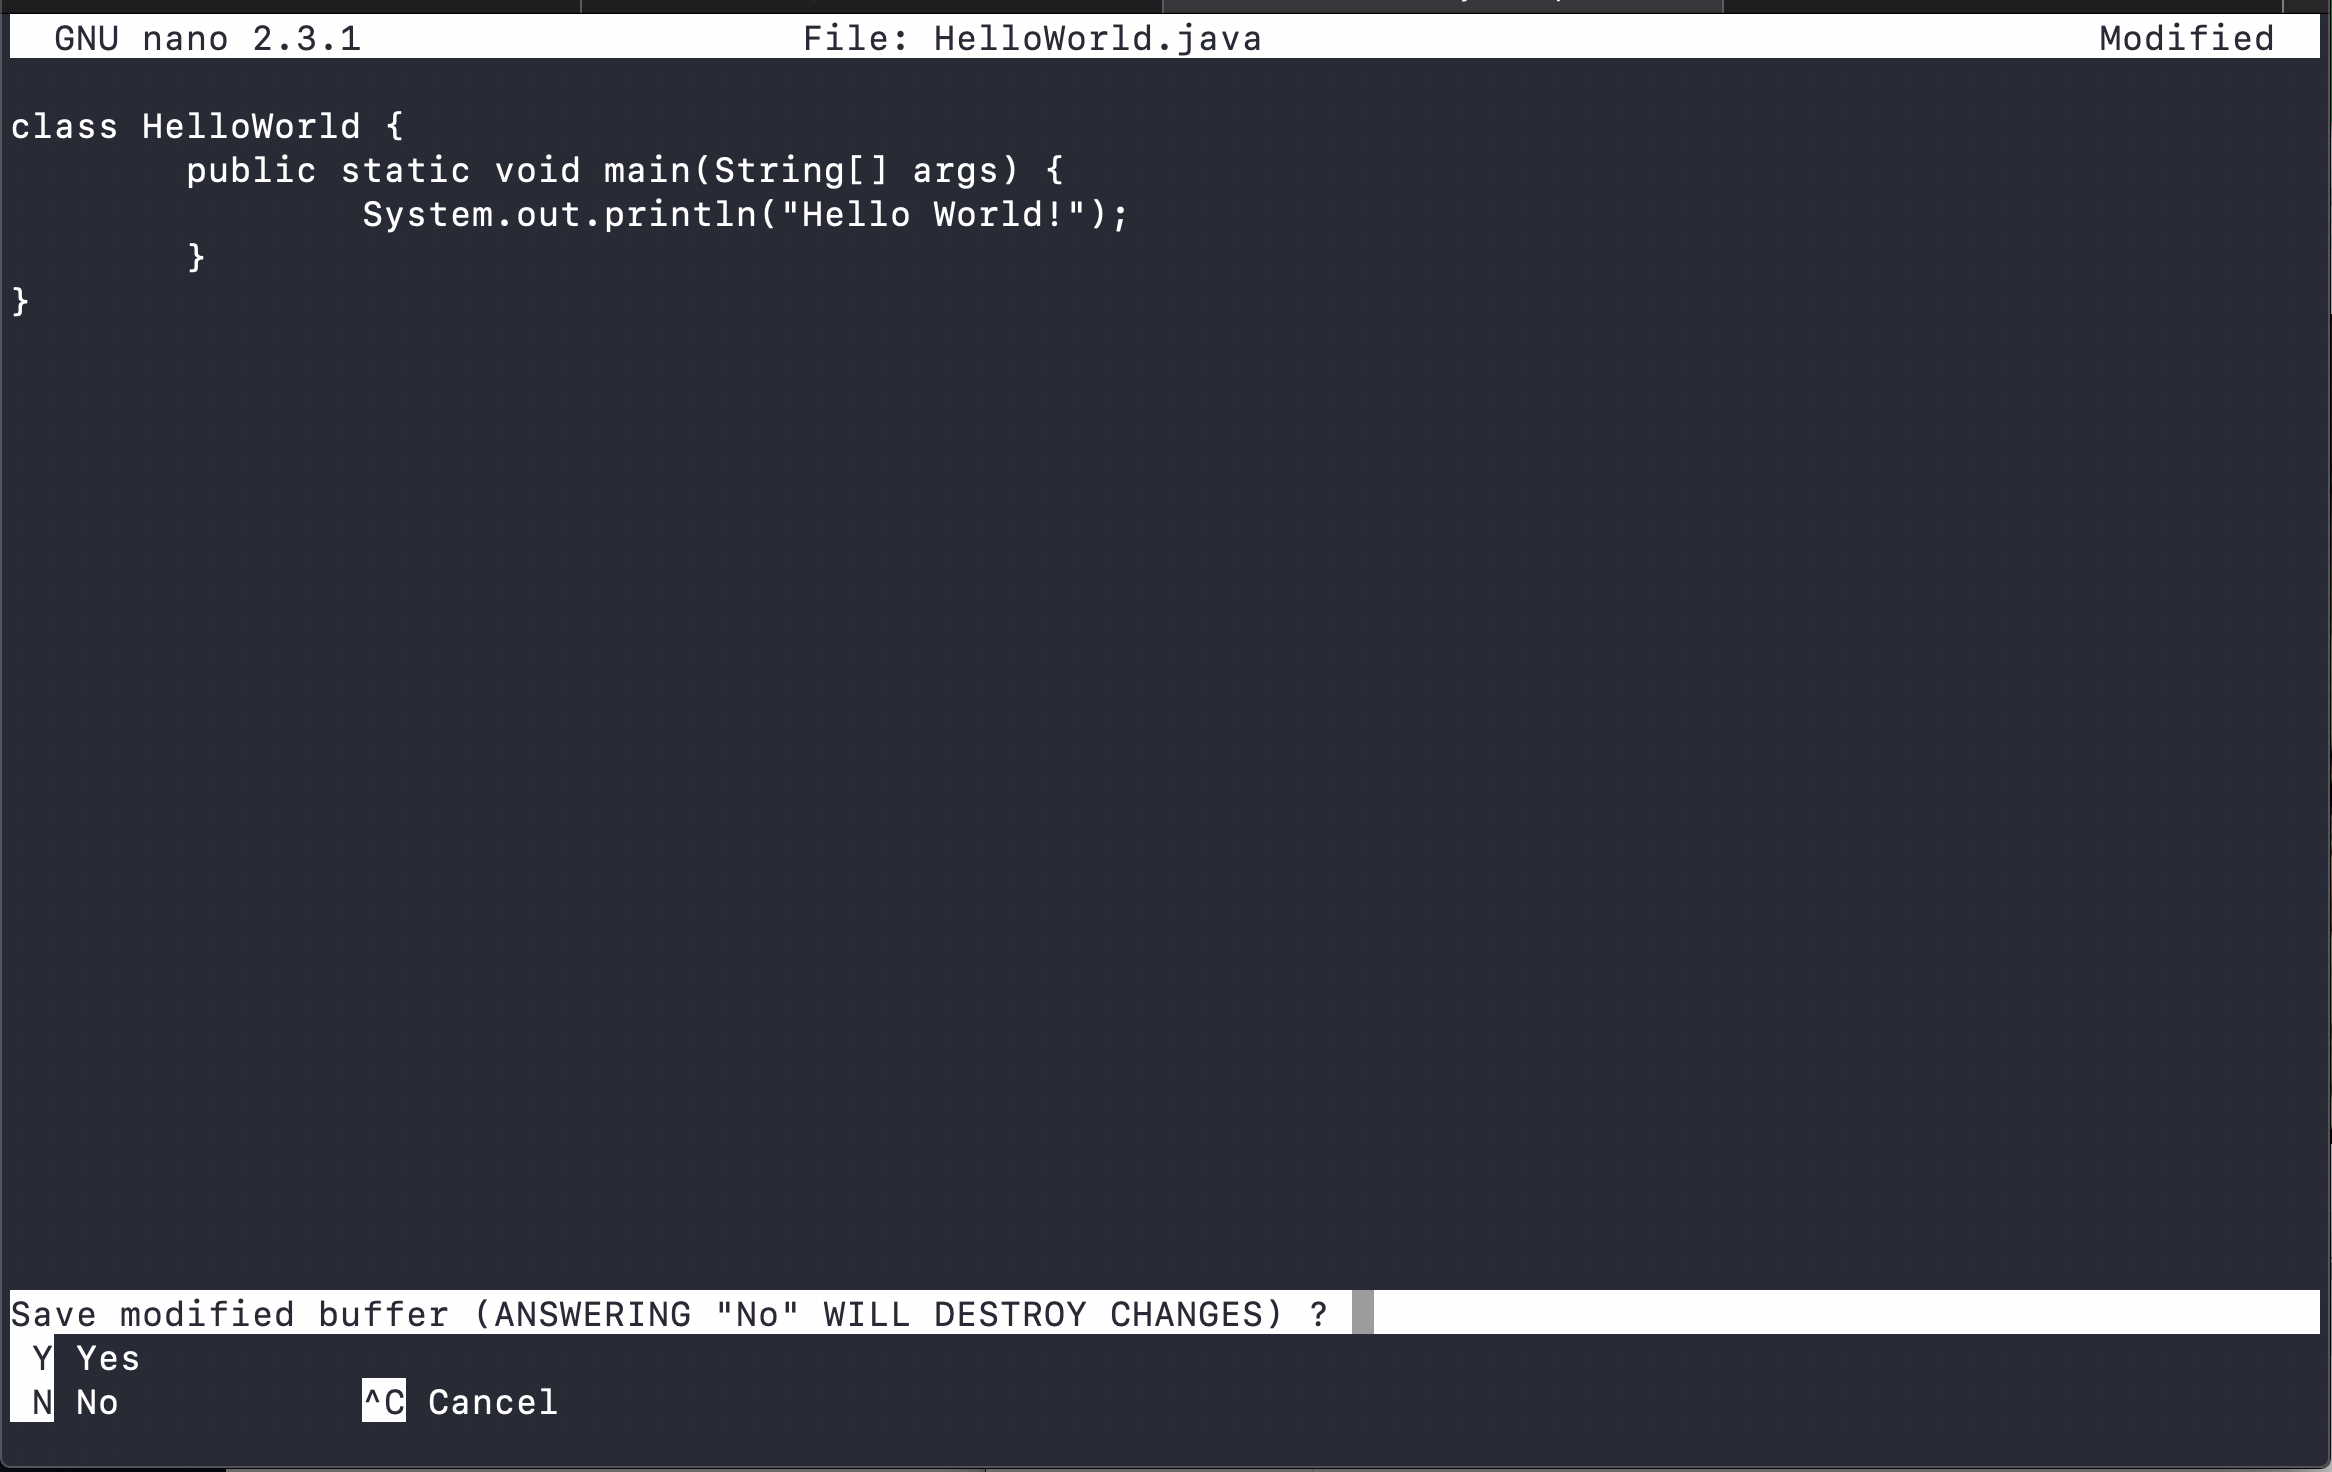 GNU nano 2.3.1 File: HelloWorld.java Modified
class HelloWorld {
        public static void main(String[] args) {
                System.out.println("Hello World!");
        }
}
Save modified buffer (ANSWERING "No" WILL DESTROY CHANGES) ?
Y Yes
N No ^C Cancel